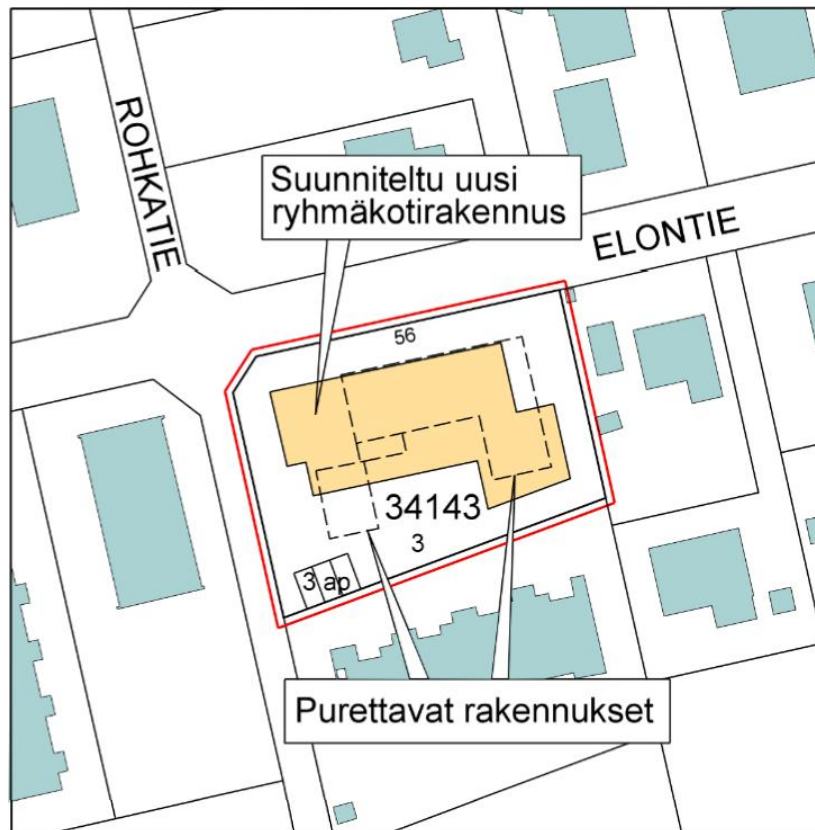 ROHKATIE
Suunniteltu uusi
ryhmäkotirakennus
ELONTIE
56
34143
3
3 ap
Purettavat rakennukset